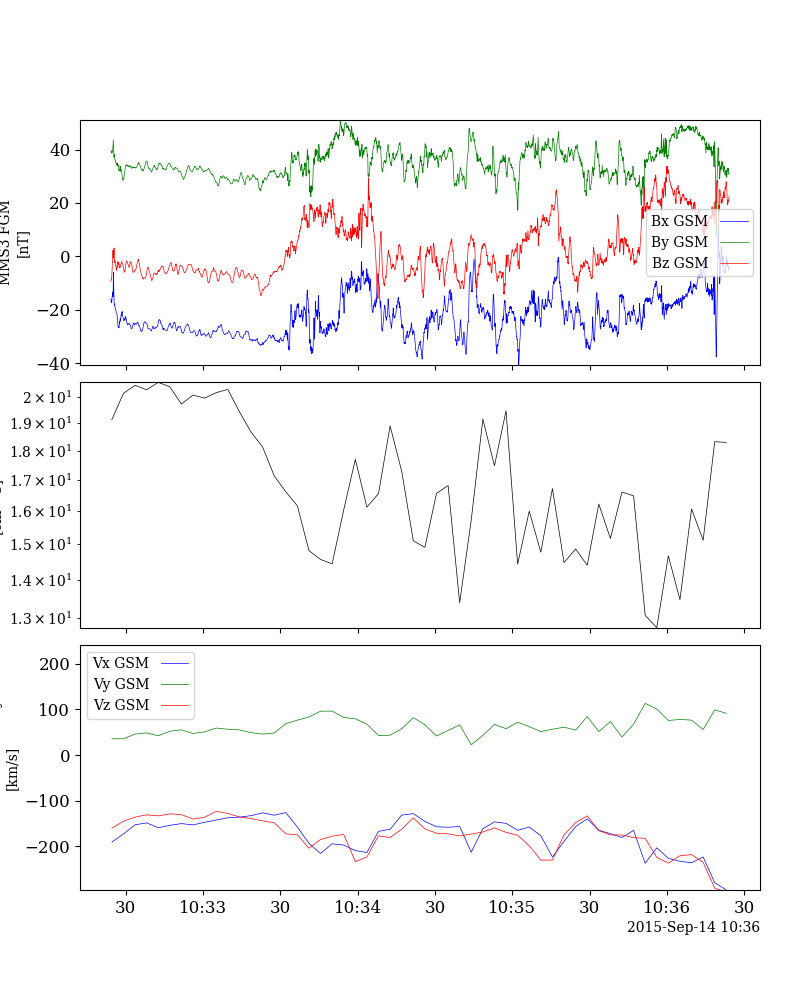 MMS3 FGM
[nT]
40
20
0
−20
−40
Bx GSM
By GSM
Bz GSM
2 × 10¹
1.9 × 10¹
1.8 × 10¹
1.7 × 10¹
1.6 × 10¹
1.5 × 10¹
1.4 × 10¹
1.3 × 10¹
[km/s]
200
100
0
−100
−200
Vx GSM
Vy GSM
Vz GSM
30 10:33 30 10:34 30 10:35 30 10:36 30
2015-Sep-14 10:36